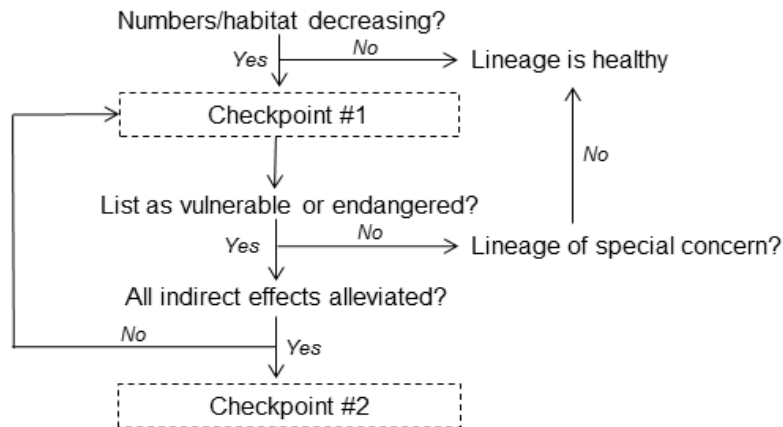 Numbers/habitat decreasing?
Yes
No
Lineage is healthy
Checkpoint #1
No
List as vulnerable or endangered?
Yes
No
Lineage of special concern?
All indirect effects alleviated?
No
Yes
Checkpoint #2